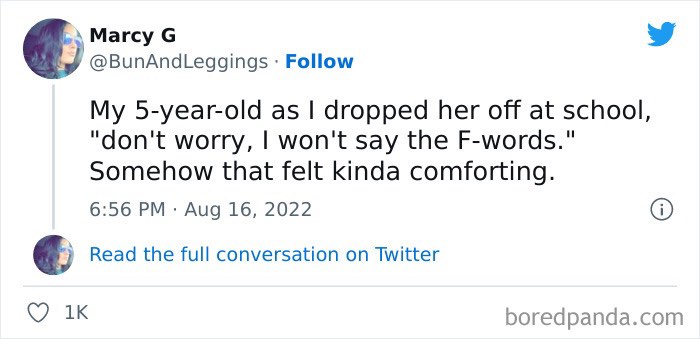 Marcy G
@BunAndLeggings · Follow
My 5-year-old as I dropped her off at school,
"don't worry, I won't say the F-words."
Somehow that felt kinda comforting.
6:56 PM · Aug 16, 2022
Read the full conversation on Twitter
1K
boredpanda.com